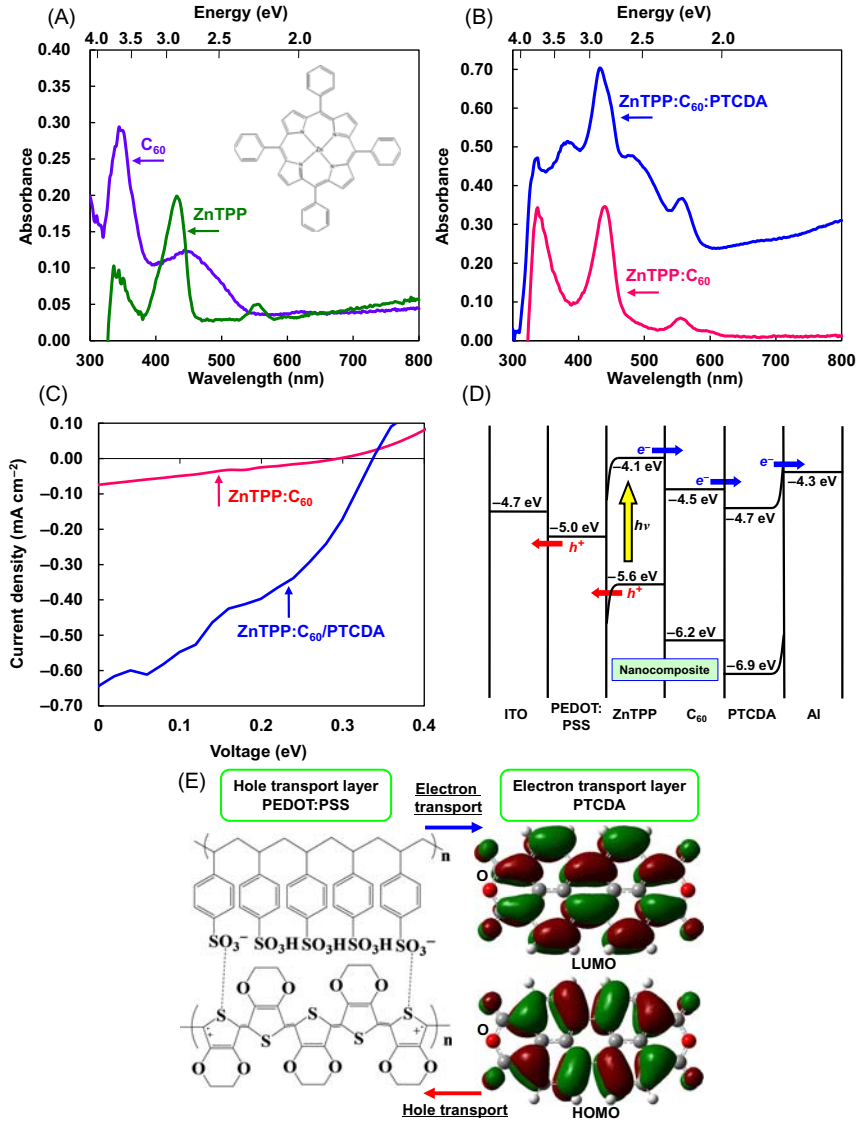 (A)
Energy (eV)
4.0 3.5 3.0 2.5 2.0
0.40
0.35
0.30
0.25
0.20
0.15
0.10
0.05
0.00
Absorbance
C60
ZnTPP
300 400 500 600 700 800
Wavelength (nm)
(B)
Energy (eV)
4.0 3.5 3.0 2.5 2.0
0.70
0.60
0.50
0.40
0.30
0.20
0.10
0.00
Absorbance
ZnTPP:C60:PTCDA
ZnTPP:C60
300 400 500 600 700 800
Wavelength (nm)
(C)
0.10
0.00
−0.10
−0.20
−0.30
−0.40
−0.50
−0.60
−0.70
Current density (mA cm−2)
ZnTPP:C60
ZnTPP:C60/PTCDA
0 0.1 0.2 0.3 0.4
Voltage (eV)
(D)
e−
−4.1 eV
e−
e−
−4.3 eV
−4.5 eV
−4.7 eV
−4.7 eV
−5.0 eV
hν
h+
−5.6 eV
h+
−6.2 eV
−6.9 eV
Nanocomposite
ITO
PEDOT:
PSS
ZnTPP
C60
PTCDA
Al
(E)
Hole transport layer
PEDOT:PSS
Electron
transport
Electron transport layer
PTCDA
n
SO3− SO3H SO3H SO3H SO3−
O O O O
S S S S S
+ +
n
O O O O O O
O
LUMO
O
HOMO
Hole transport